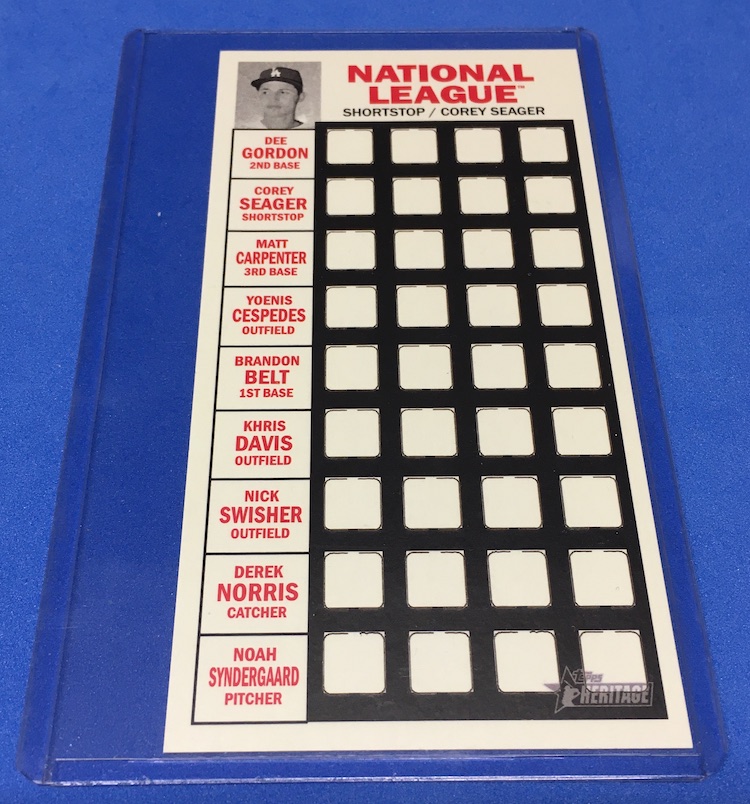 NATIONAL
LEAGUE™
SHORTSTOP / COREY SEAGER
LA
DEE
GORDON
2ND BASE
COREY
SEAGER
SHORTSTOP
MATT
CARPENTER
3RD BASE
YOENIS
CESPEDES
OUTFIELD
BRANDON
BELT
1ST BASE
KHRIS
DAVIS
OUTFIELD
NICK
SWISHER
OUTFIELD
DEREK
NORRIS
CATCHER
NOAH
SYNDERGAARD
PITCHER
TOPPS
HERITAGE